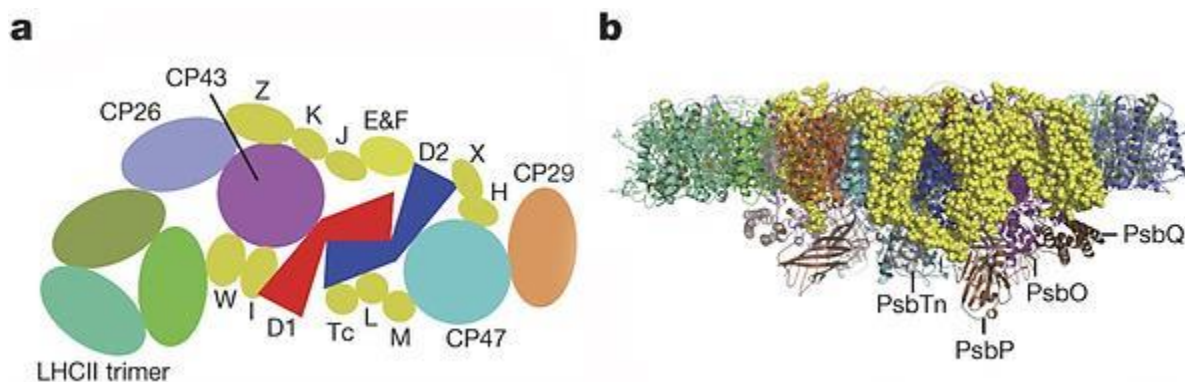 a
CP43
CP26
Z
K
J
E&F
D2
X
H
CP29
W
I
D1
Tc
L
M
CP47
LHCII trimer
b
PsbQ
PsbO
PsbTn
PsbP